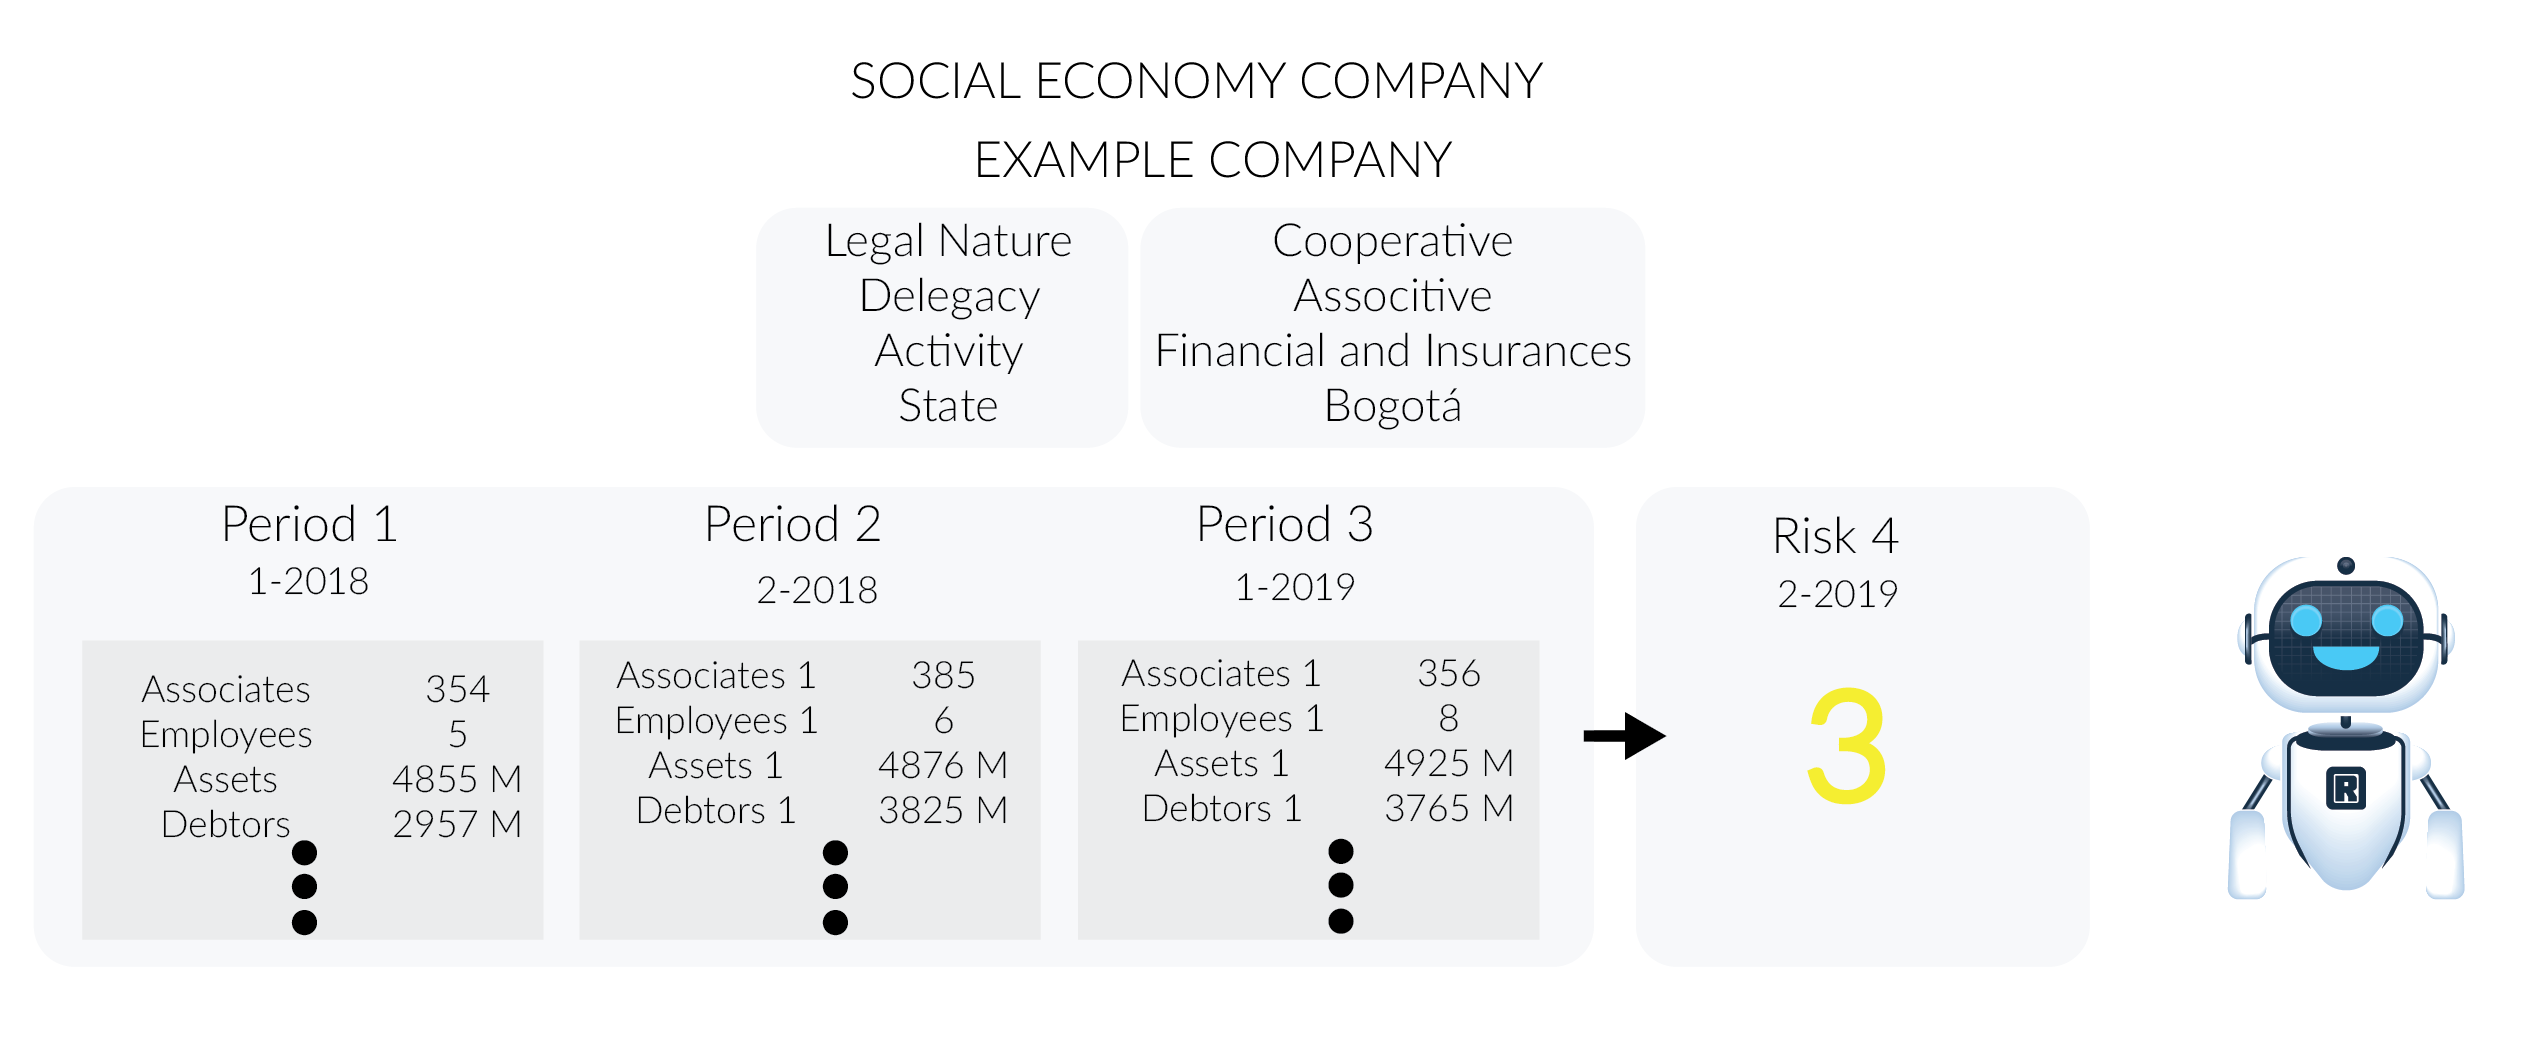 SOCIAL ECONOMY COMPANY
EXAMPLE COMPANY
Legal Nature Cooperative
Delegacy Associtive
Activity Financial and Insurances
State Bogotá
Period 1
1-2018
Associates 354
Employees 5
Assets 4855 M
Debtors 2957 M
Period 2
2-2018
Associates 1 385
Employees 1 6
Assets 1 4876 M
Debtors 1 3825 M
Period 3
1-2019
Associates 1 356
Employees 1 8
Assets 1 4925 M
Debtors 1 3765 M
Risk 4
2-2019
3
R